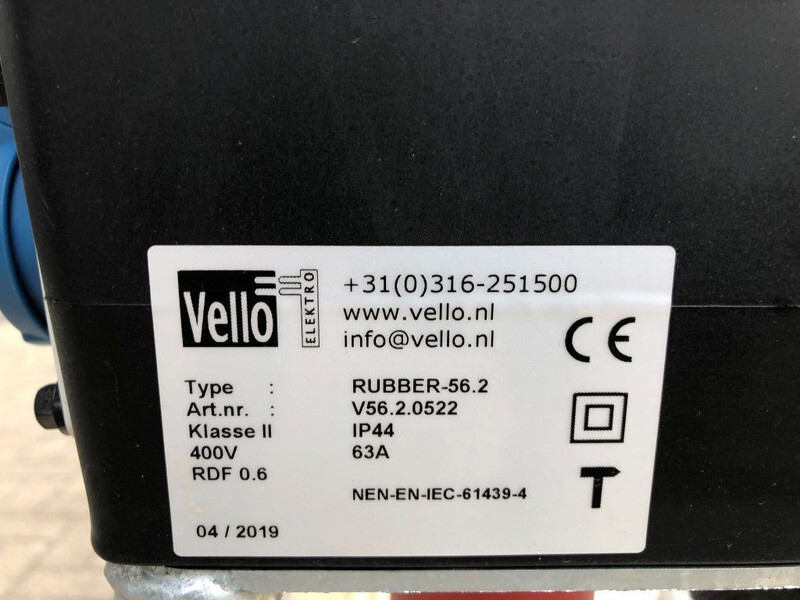 Vello
ELEKTRO
+31(0)316-251500
www.vello.nl
info@vello.nl
CE
Type : RUBBER-56.2
Art.nr. : V56.2.0522
Klasse II IP44
400V 63A
RDF 0.6
NEN-EN-IEC-61439-4
04 / 2019